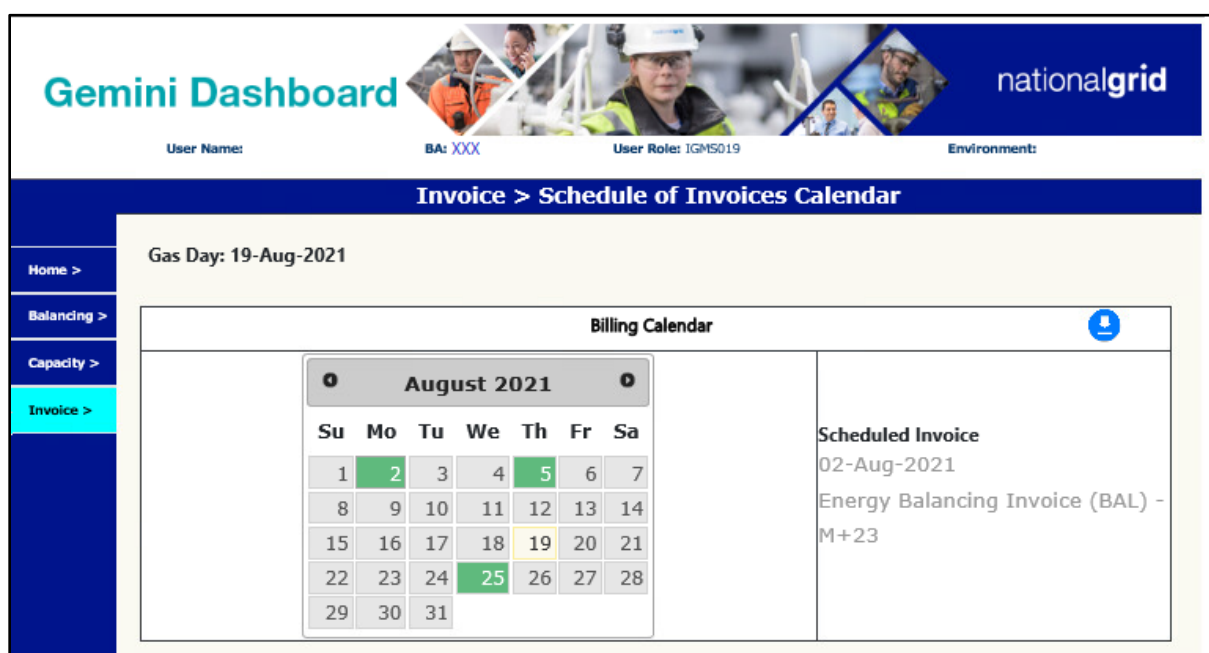 Gemini Dashboard
nationalgrid
User Name: BA: XXX User Role: IGMS019 Environment:
Invoice > Schedule of Invoices Calendar
Gas Day: 19-Aug-2021
Home >
Balancing >
Capacity >
Invoice >
Billing Calendar
August 2021
Su Mo Tu We Th Fr Sa
1 2 3 4 5 6 7
8 9 10 11 12 13 14
15 16 17 18 19 20 21
22 23 24 25 26 27 28
29 30 31
Scheduled Invoice
02-Aug-2021
Energy Balancing Invoice (BAL) -
M+23